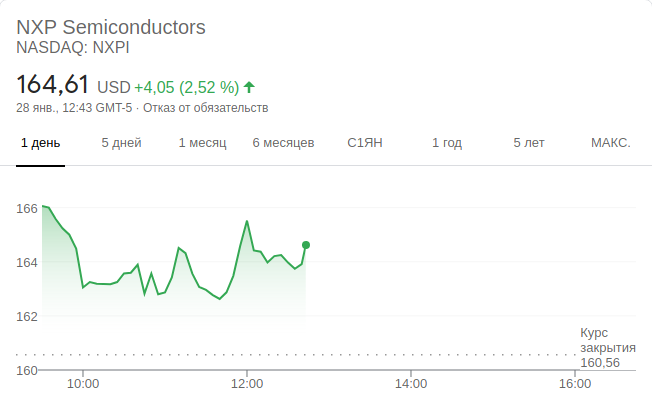 NXP Semiconductors
NASDAQ: NXPI
164,61 USD +4,05 (2,52 %)
28 янв., 12:43 GMT-5 · Отказ от обязательств
1 день 5 дней 1 месяц 6 месяцев С1ЯН 1 год 5 лет МАКС.
166
164
162
Курс
закрытия
160,56
160
10:00 12:00 14:00 16:00